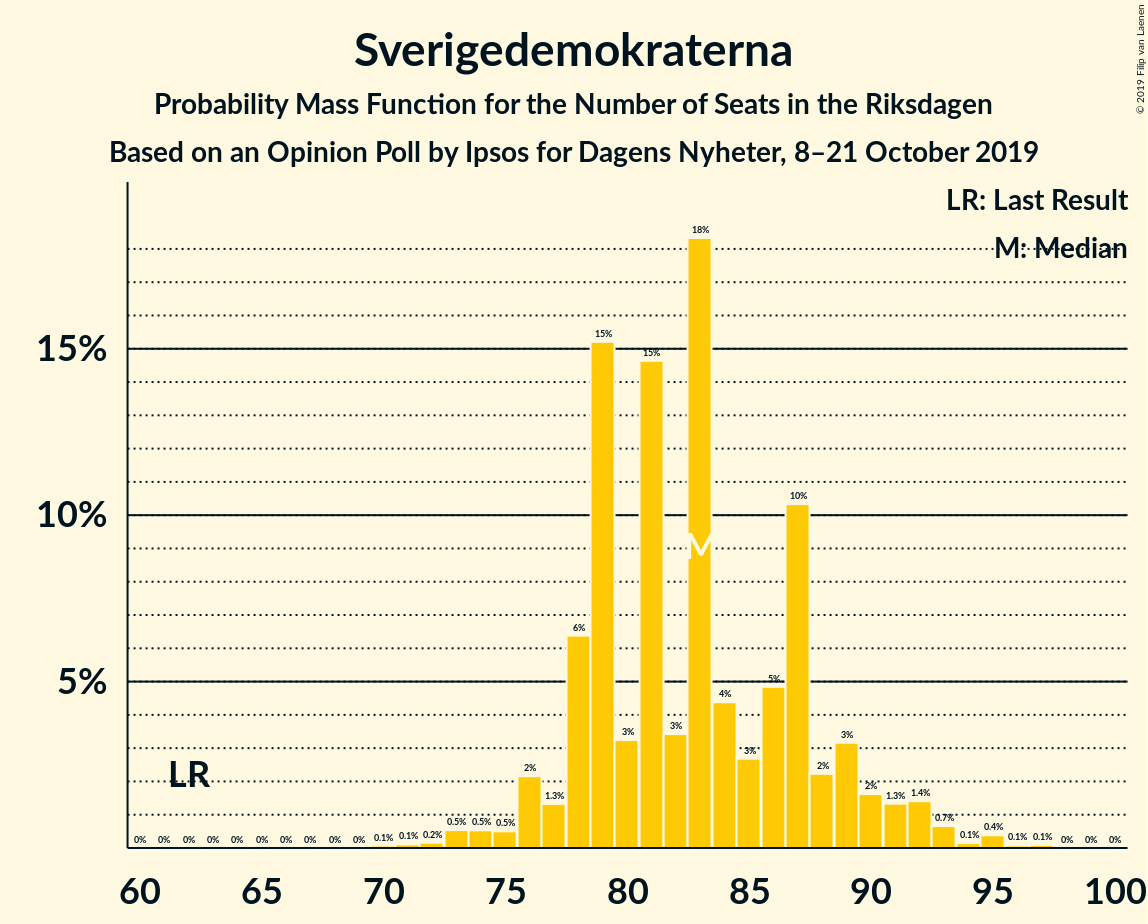 Sverigedemokraterna
Probability Mass Function for the Number of Seats in the Riksdagen
Based on an Opinion Poll by Ipsos for Dagens Nyheter, 8–21 October 2019
© 2019 Filip van Laenen
LR: Last Result
M: Median
15%
10%
5%
LR
M
0% 0% 0% 0% 0% 0% 0% 0% 0% 0% 0.1% 0.1% 0.2% 0.5% 0.5% 0.5% 2% 1.3% 6% 15% 3% 15% 3% 18% 4% 3% 5% 10% 2% 3% 2% 1.3% 1.4% 0.7% 0.1% 0.4% 0.1% 0.1% 0% 0% 0%
60 65 70 75 80 85 90 95 100